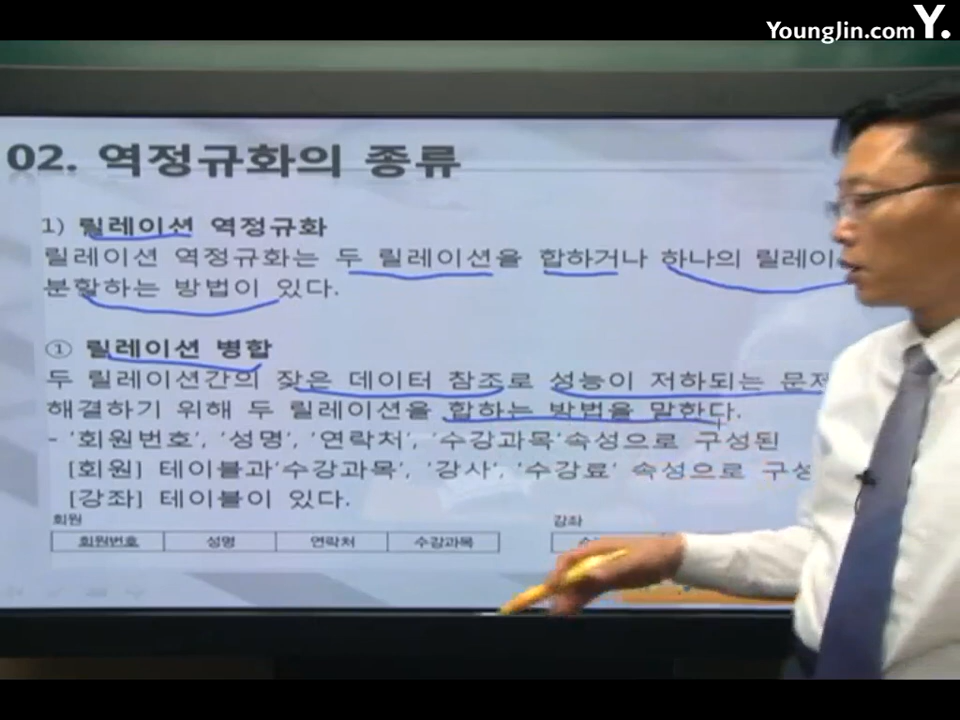 YoungJin.com Y.
02. 역정규화의 종류
1) 릴레이션 역정규화
릴레이션 역정규화는 두 릴레이션을 합하거나 하나의 릴레이
분할하는 방법이 있다.
① 릴레이션 병합
두 릴레이션간의 잦은 데이터 참조로 성능이 저하되는 문제
해결하기 위해 두 릴레이션을 합하는 방법을 말한다.
- '회원번호', '성명', '연락처', '수강과목'속성으로 구성된
[회원] 테이블과'수강과목', '강사', '수강료' 속성으로 구성
[강좌] 테이블이 있다.
회원 강좌
회원번호 성명 연락처 수강과목